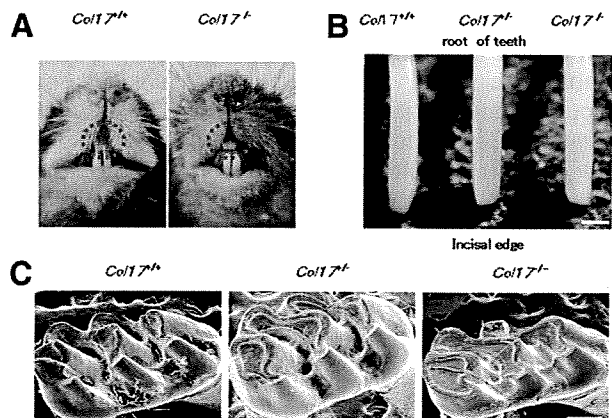 A
Col17+/+ Col17-/-
B
Col17+/+ Col17+/- Col17-/-
root of teeth
Incisal edge
C
Col17+/+ Col17+/- Col17-/-